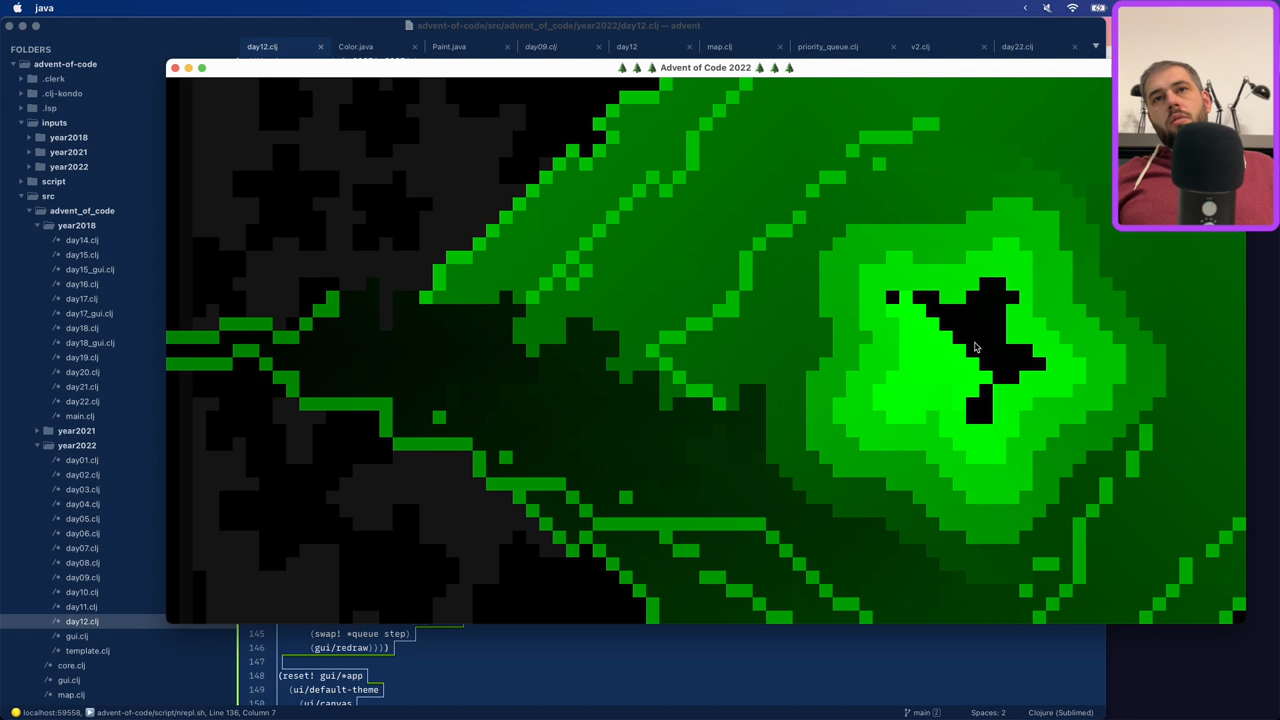 java
advent-of-code/src/advent_of_code/year2022/day12.clj — advent
FOLDERS
day12.clj
Color.java
Paint.java
day09.clj
day12
map.clj
priority_queue.clj
v2.clj
day22.clj
Advent of Code 2022
advent-of-code
.clerk
.clj-kondo
.lsp
inputs
year2018
year2021
year2022
script
src
advent_of_code
year2018
day14.clj
day15.clj
day15_gui.clj
day16.clj
day17.clj
day17_gui.clj
day18.clj
day18_gui.clj
day19.clj
day20.clj
day21.clj
day22.clj
main.clj
year2021
year2022
day01.clj
day02.clj
day03.clj
day04.clj
day05.clj
day06.clj
day07.clj
day08.clj
day09.clj
day10.clj
day11.clj
day12.clj
gui.clj
template.clj
core.clj
gui.clj
map.clj
145 (swap! *queue step)
146 (gui/redraw))))
147
148 (reset! gui/*app
149 (ui/default-theme
150 (ui/canvas
localhost:59558, advent-of-code/script/nrepl.sh, Line 136, Column 7
main 2
Spaces: 2
Clojure (Sublimed)